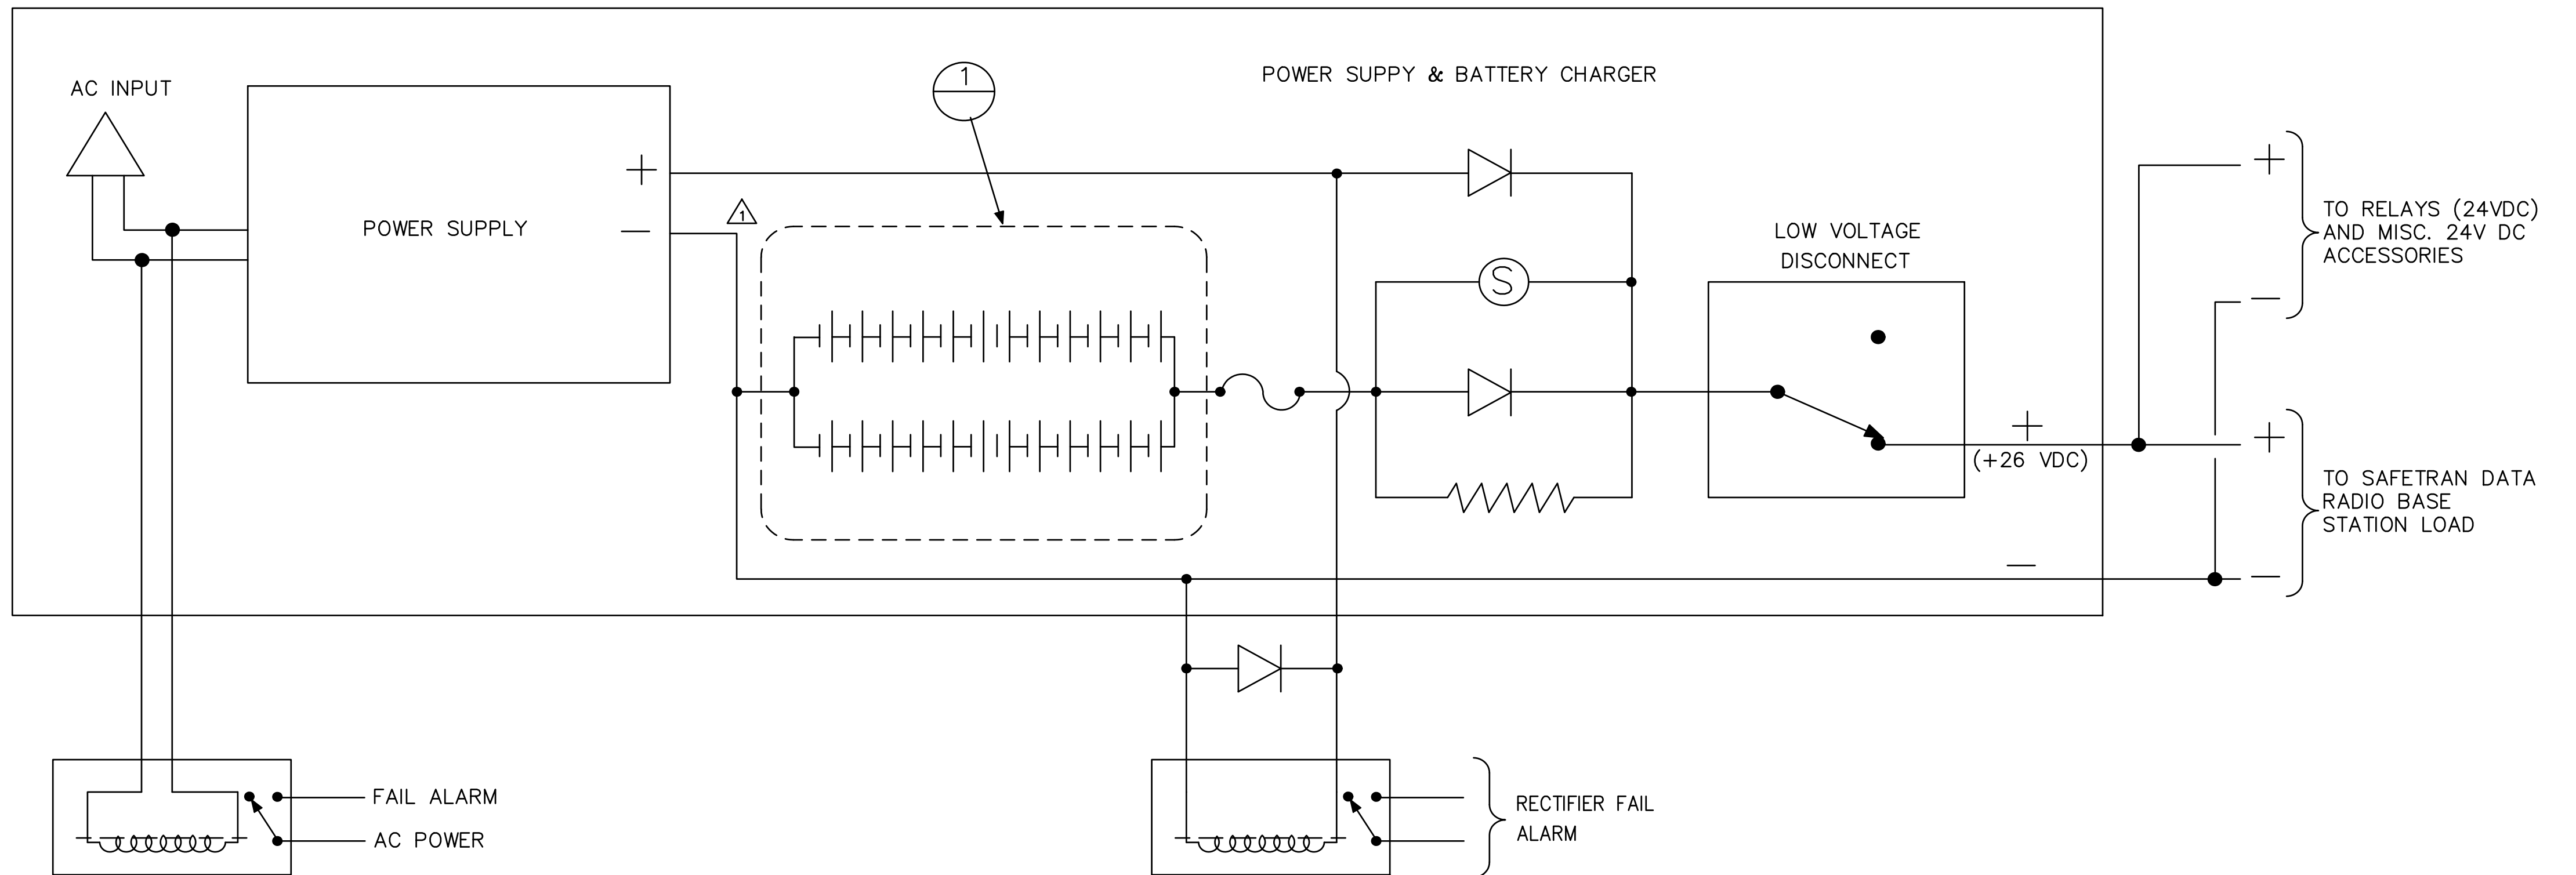 AC INPUT
POWER SUPPLY
+
−
1
1
POWER SUPPY & BATTERY CHARGER
S
LOW VOLTAGE
DISCONNECT
+
(+26 VDC)
−
+
−
TO RELAYS (24VDC)
AND MISC. 24V DC
ACCESSORIES
+
−
TO SAFETRAN DATA
RADIO BASE
STATION LOAD
FAIL ALARM
AC POWER
RECTIFIER FAIL
ALARM